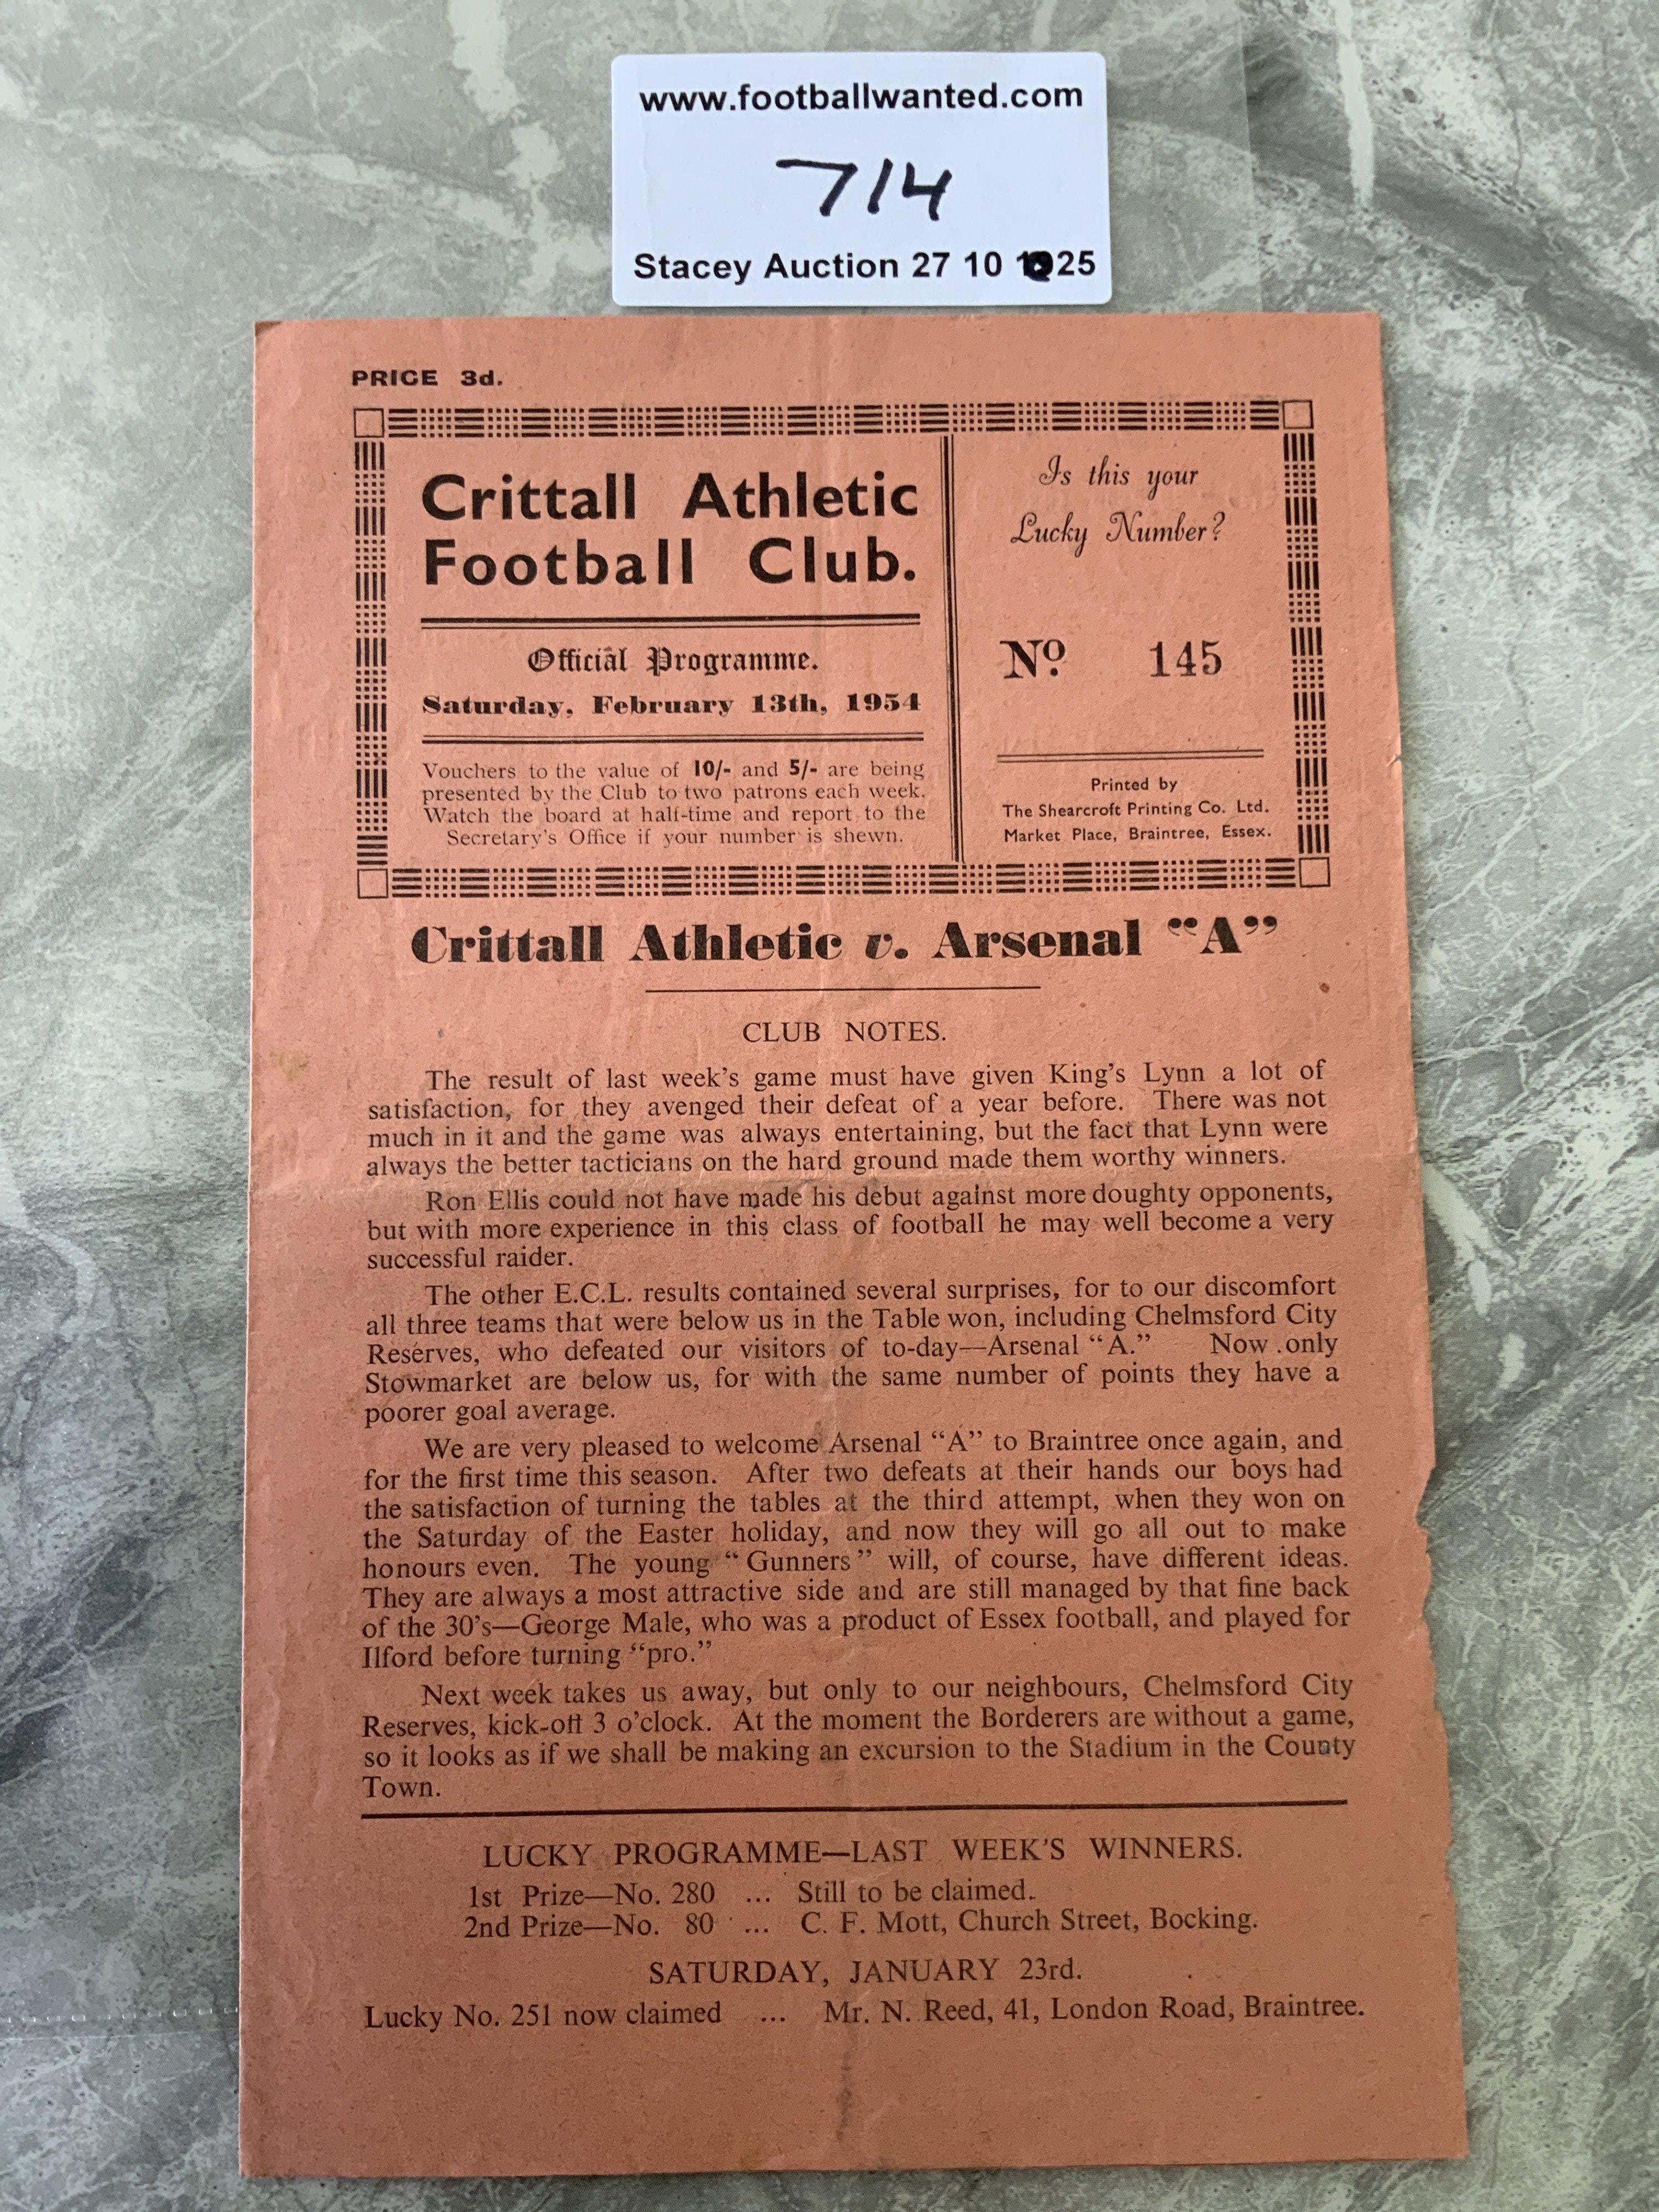 www.footballwanted.com
714
Stacey Auction 27 10 25
PRICE 3d.
Crittall Athletic
Football Club.
Official Programme.
Saturday, February 13th, 1954
Vouchers to the value of 10/- and 5/- are being
presented by the Club to two patrons each week.
Watch the board at half-time and report to the
Secretary's Office if your number is shewn.
Is this your
Lucky Number?
No. 145
Printed by
The Shearcroft Printing Co. Ltd.
Market Place, Braintree, Essex.
Crittall Athletic v. Arsenal "A"
CLUB NOTES.
The result of last week's game must have given King's Lynn a lot of
satisfaction, for they avenged their defeat of a year before. There was not
much in it and the game was always entertaining, but the fact that Lynn were
always the better tacticians on the hard ground made them worthy winners.
Ron Ellis could not have made his debut against more doughty opponents,
but with more experience in this class of football he may well become a very
successful raider.
The other E.C.L. results contained several surprises, for to our discomfort
all three teams that were below us in the Table won, including Chelmsford City
Reserves, who defeated our visitors of to-day—Arsenal "A." Now only
Stowmarket are below us, for with the same number of points they have a
poorer goal average.
We are very pleased to welcome Arsenal "A" to Braintree once again, and
for the first time this season. After two defeats at their hands our boys had
the satisfaction of turning the tables at the third attempt, when they won on
the Saturday of the Easter holiday, and now they will go all out to make
honours even. The young "Gunners" will, of course, have different ideas.
They are always a most attractive side and are still managed by that fine back
of the 30's—George Male, who was a product of Essex football, and played for
Ilford before turning "pro."
Next week takes us away, but only to our neighbours, Chelmsford City
Reserves, kick-off 3 o'clock. At the moment the Borderers are without a game,
so it looks as if we shall be making an excursion to the Stadium in the County
Town.
LUCKY PROGRAMME—LAST WEEK'S WINNERS.
1st Prize—No. 280 ... Still to be claimed.
2nd Prize—No. 80 ... C. F. Mott, Church Street, Bocking.
SATURDAY, JANUARY 23rd.
Lucky No. 251 now claimed ... Mr. N. Reed, 41, London Road, Braintree.